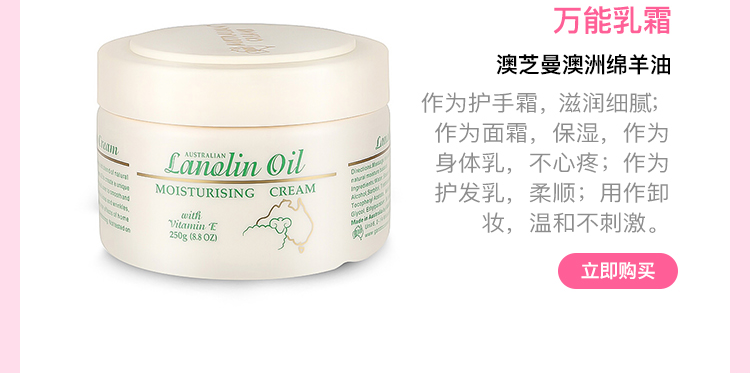 万能乳霜
澳芝曼澳洲绵羊油
作为护手霜，滋润细腻；
作为面霜，保湿，作为
身体乳，不心疼；作为
护发乳，柔顺；用作卸
妆，温和不刺激。
立即购买
AUSTRALIAN
Lanolin Oil
MOISTURISING CREAM
with
Vitamin E
250g (8.8 OZ)